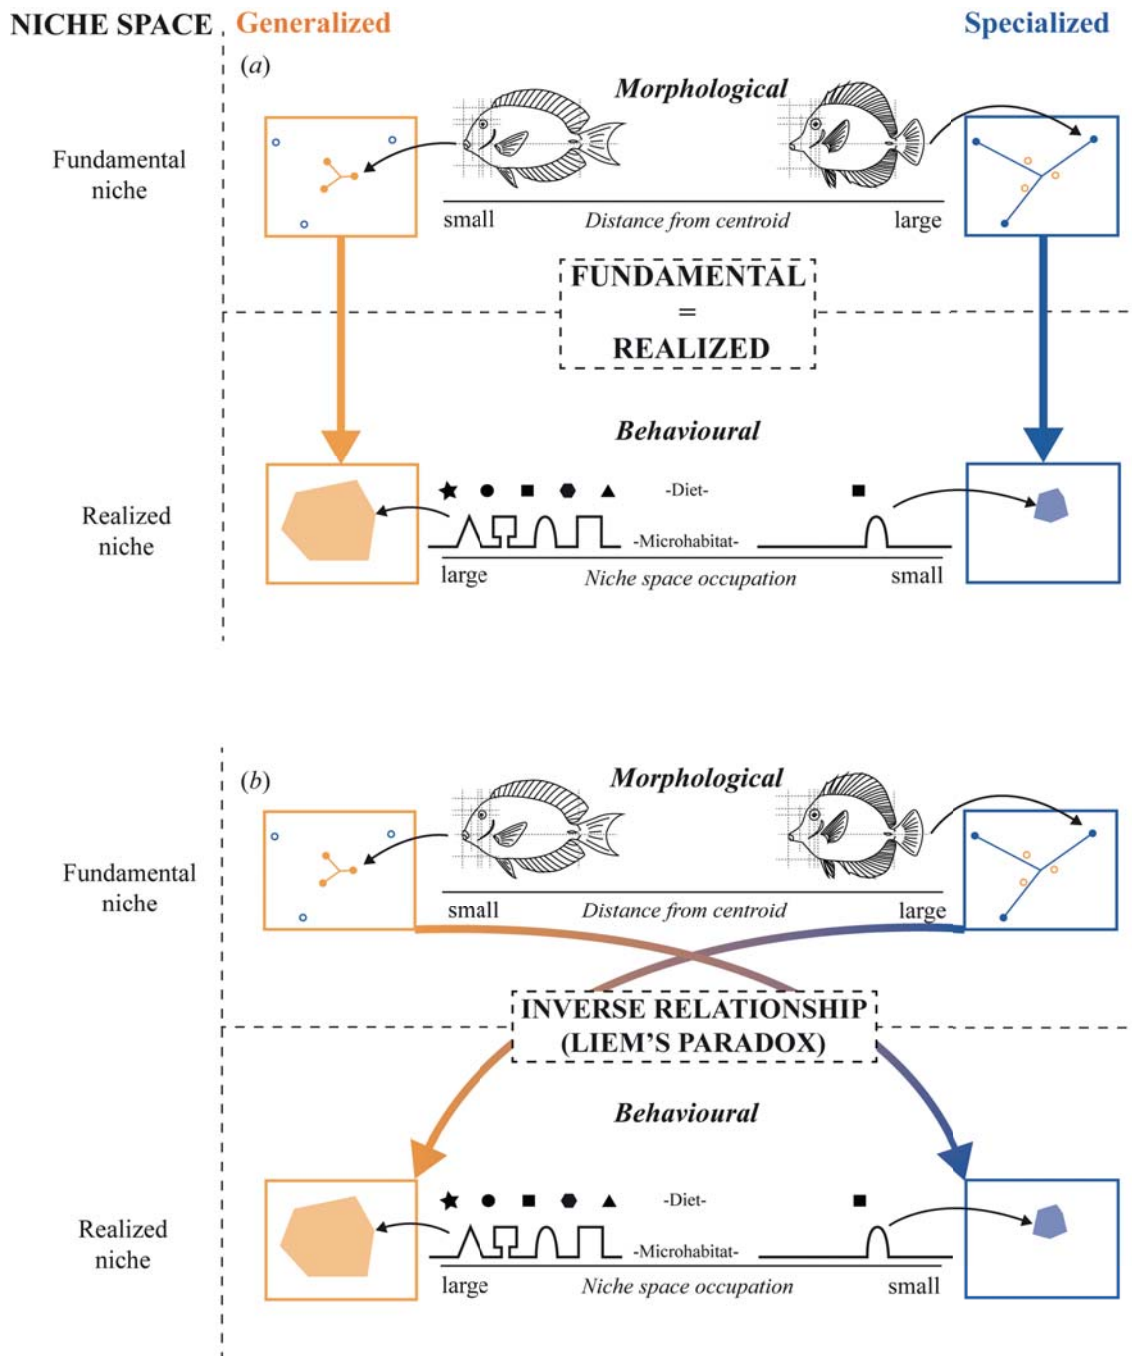 NICHE SPACE Generalized Specialized
(a)
Morphological
Fundamental
niche
small Distance from centroid large
FUNDAMENTAL
=
REALIZED
Behavioural
-Diet-
Realized
niche
-Microhabitat-
large Niche space occupation small
(b)
Morphological
Fundamental
niche
small Distance from centroid large
INVERSE RELATIONSHIP
(LIEM'S PARADOX)
Behavioural
-Diet-
Realized
niche
-Microhabitat-
large Niche space occupation small